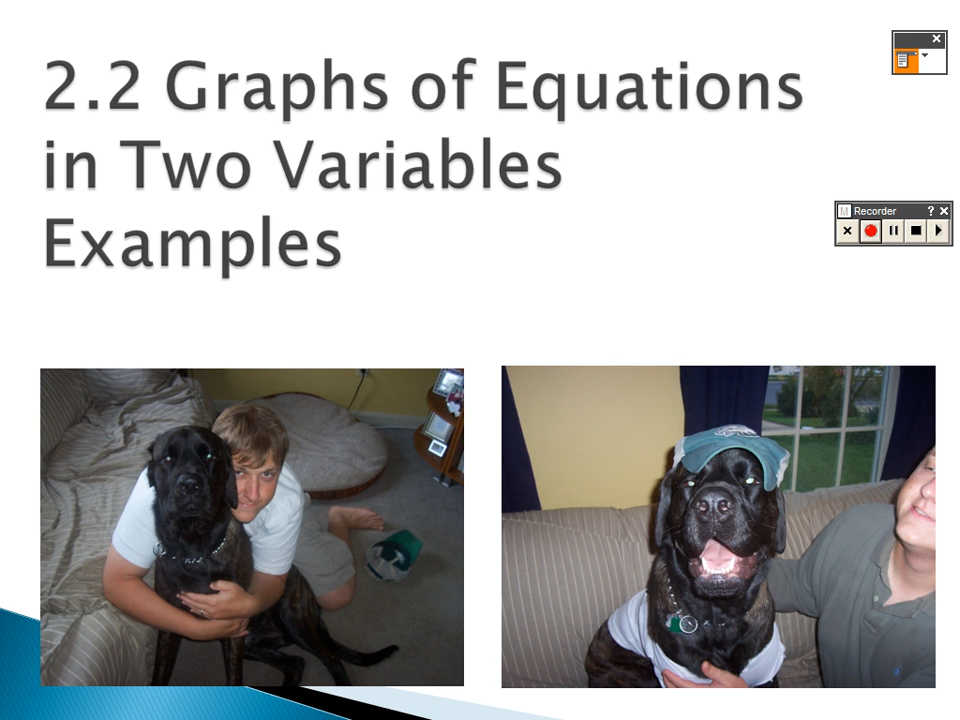 2.2 Graphs of Equations
in Two Variables
Examples
M Recorder ?